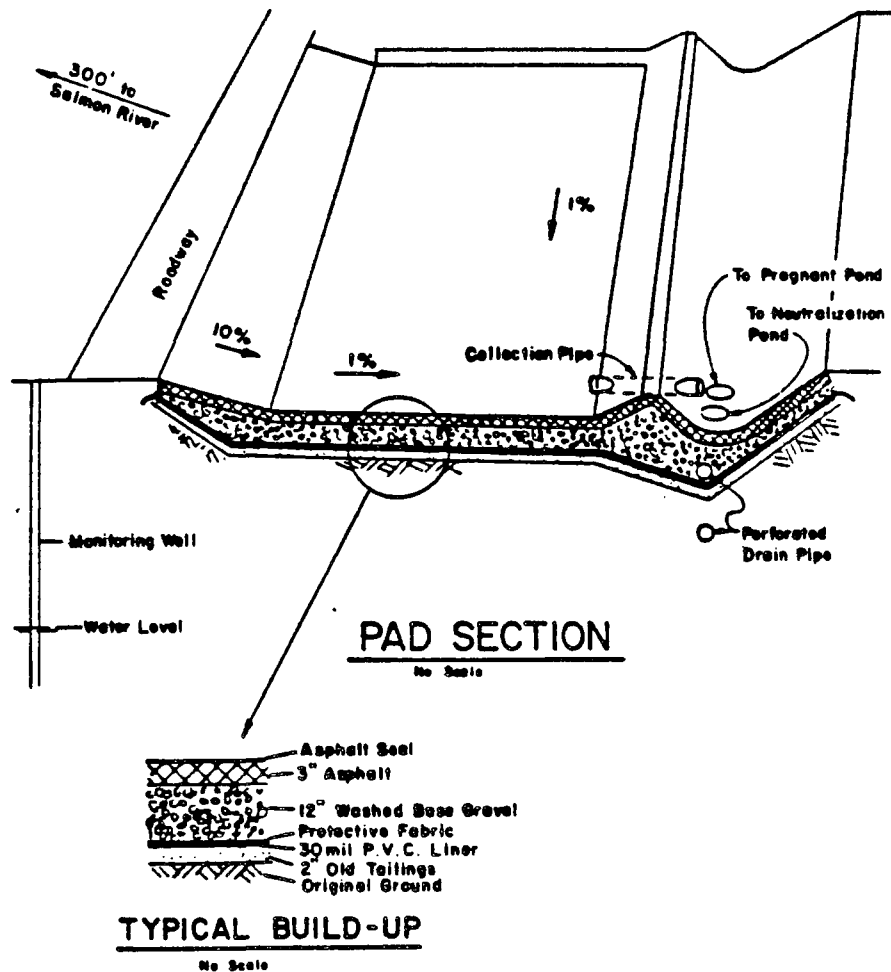 300' to
Salmon River
Roadway
10%
1%
1%
To Pregnant Pond
To Neutralization
Pond
Collection Pipe
Monitoring Well
Water Level
Perforated
Drain Pipe
PAD SECTION
No Scale
Asphalt Seal
3" Asphalt
12" Washed Base Gravel
Protective Fabric
30 mil P.V.C. Liner
2" Old Tailings
Original Ground
TYPICAL BUILD-UP
No Scale